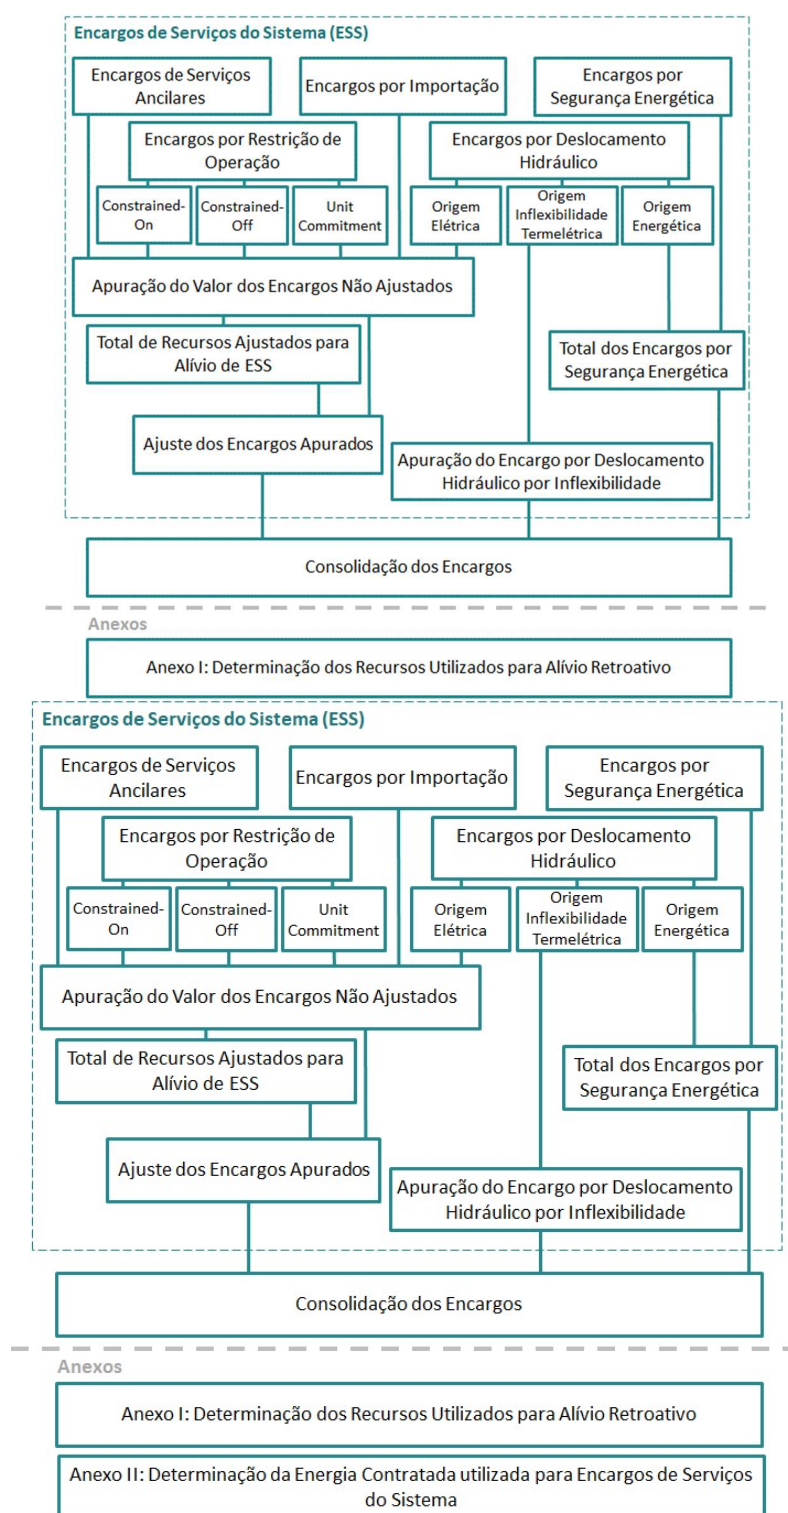 Encargos de Serviços do Sistema (ESS)
Encargos de Serviços
Ancilares
Encargos por Importação
Encargos por
Segurança Energética
Encargos por Restrição de
Operação
Encargos por Deslocamento
Hidráulico
Constrained-
On
Constrained-
Off
Unit
Commitment
Origem
Elétrica
Origem
Inflexibilidade
Termelétrica
Origem
Energética
Apuração do Valor dos Encargos Não Ajustados
Total de Recursos Ajustados para
Alívio de ESS
Total dos Encargos por
Segurança Energética
Ajuste dos Encargos Apurados
Apuração do Encargo por Deslocamento
Hidráulico por Inflexibilidade
Consolidação dos Encargos
Anexos
Anexo I: Determinação dos Recursos Utilizados para Alívio Retroativo
Encargos de Serviços do Sistema (ESS)
Encargos de Serviços
Ancilares
Encargos por Importação
Encargos por
Segurança Energética
Encargos por Restrição de
Operação
Encargos por Deslocamento
Hidráulico
Constrained-
On
Constrained-
Off
Unit
Commitment
Origem
Elétrica
Origem
Inflexibilidade
Termelétrica
Origem
Energética
Apuração do Valor dos Encargos Não Ajustados
Total de Recursos Ajustados para
Alívio de ESS
Total dos Encargos por
Segurança Energética
Ajuste dos Encargos Apurados
Apuração do Encargo por Deslocamento
Hidráulico por Inflexibilidade
Consolidação dos Encargos
Anexos
Anexo I: Determinação dos Recursos Utilizados para Alívio Retroativo
Anexo II: Determinação da Energia Contratada utilizada para Encargos de Serviços
do Sistema